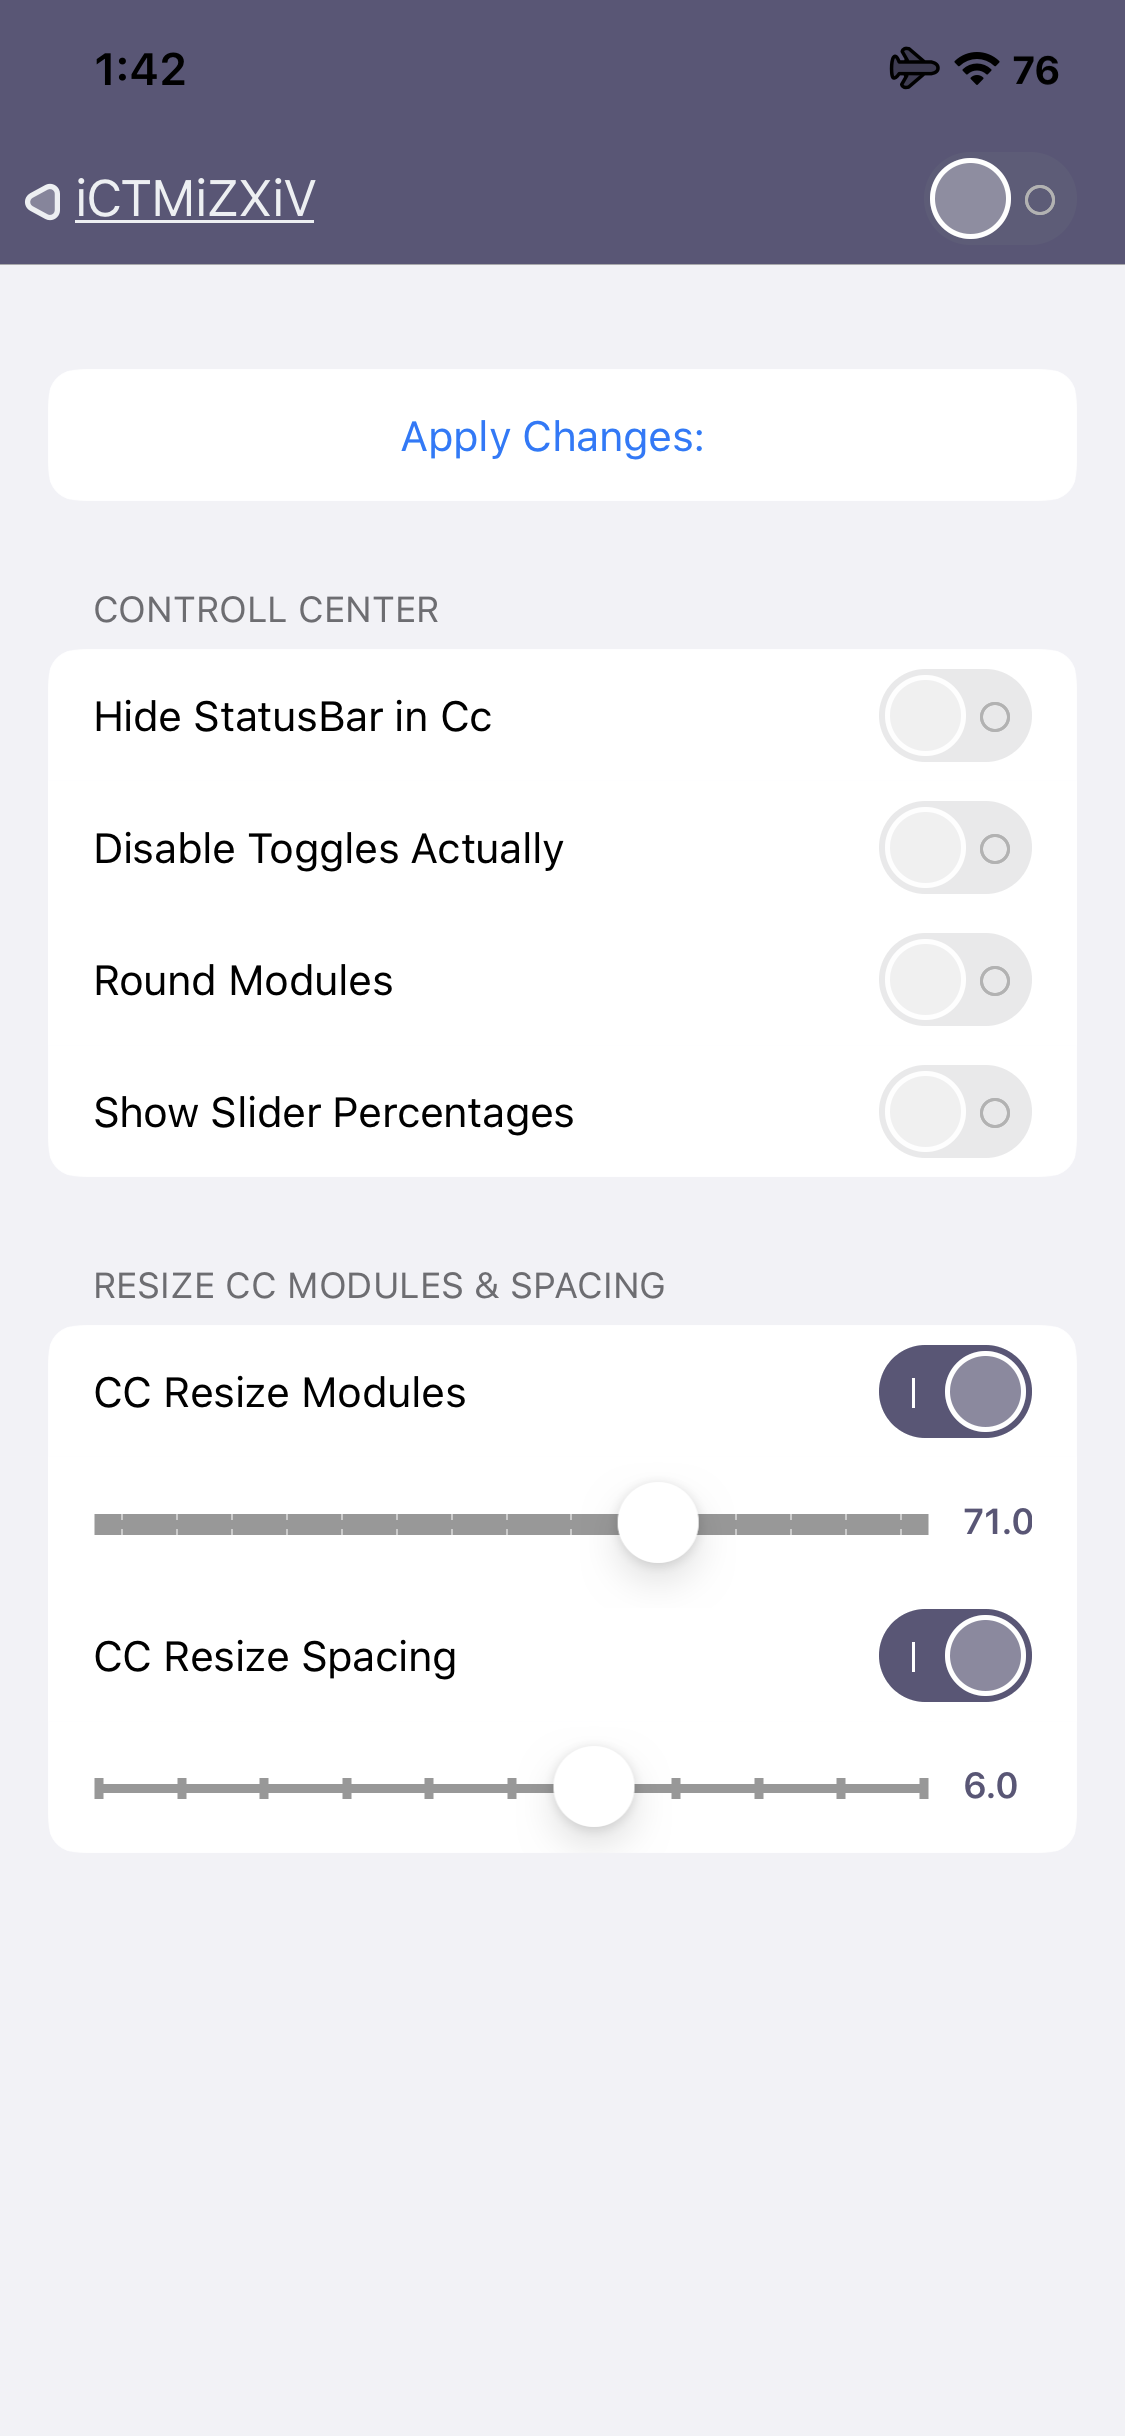 1:42
76
iCTMiZXiV
Apply Changes:
CONTROLL CENTER
Hide StatusBar in Cc
Disable Toggles Actually
Round Modules
Show Slider Percentages
RESIZE CC MODULES & SPACING
CC Resize Modules
71.0
CC Resize Spacing
6.0